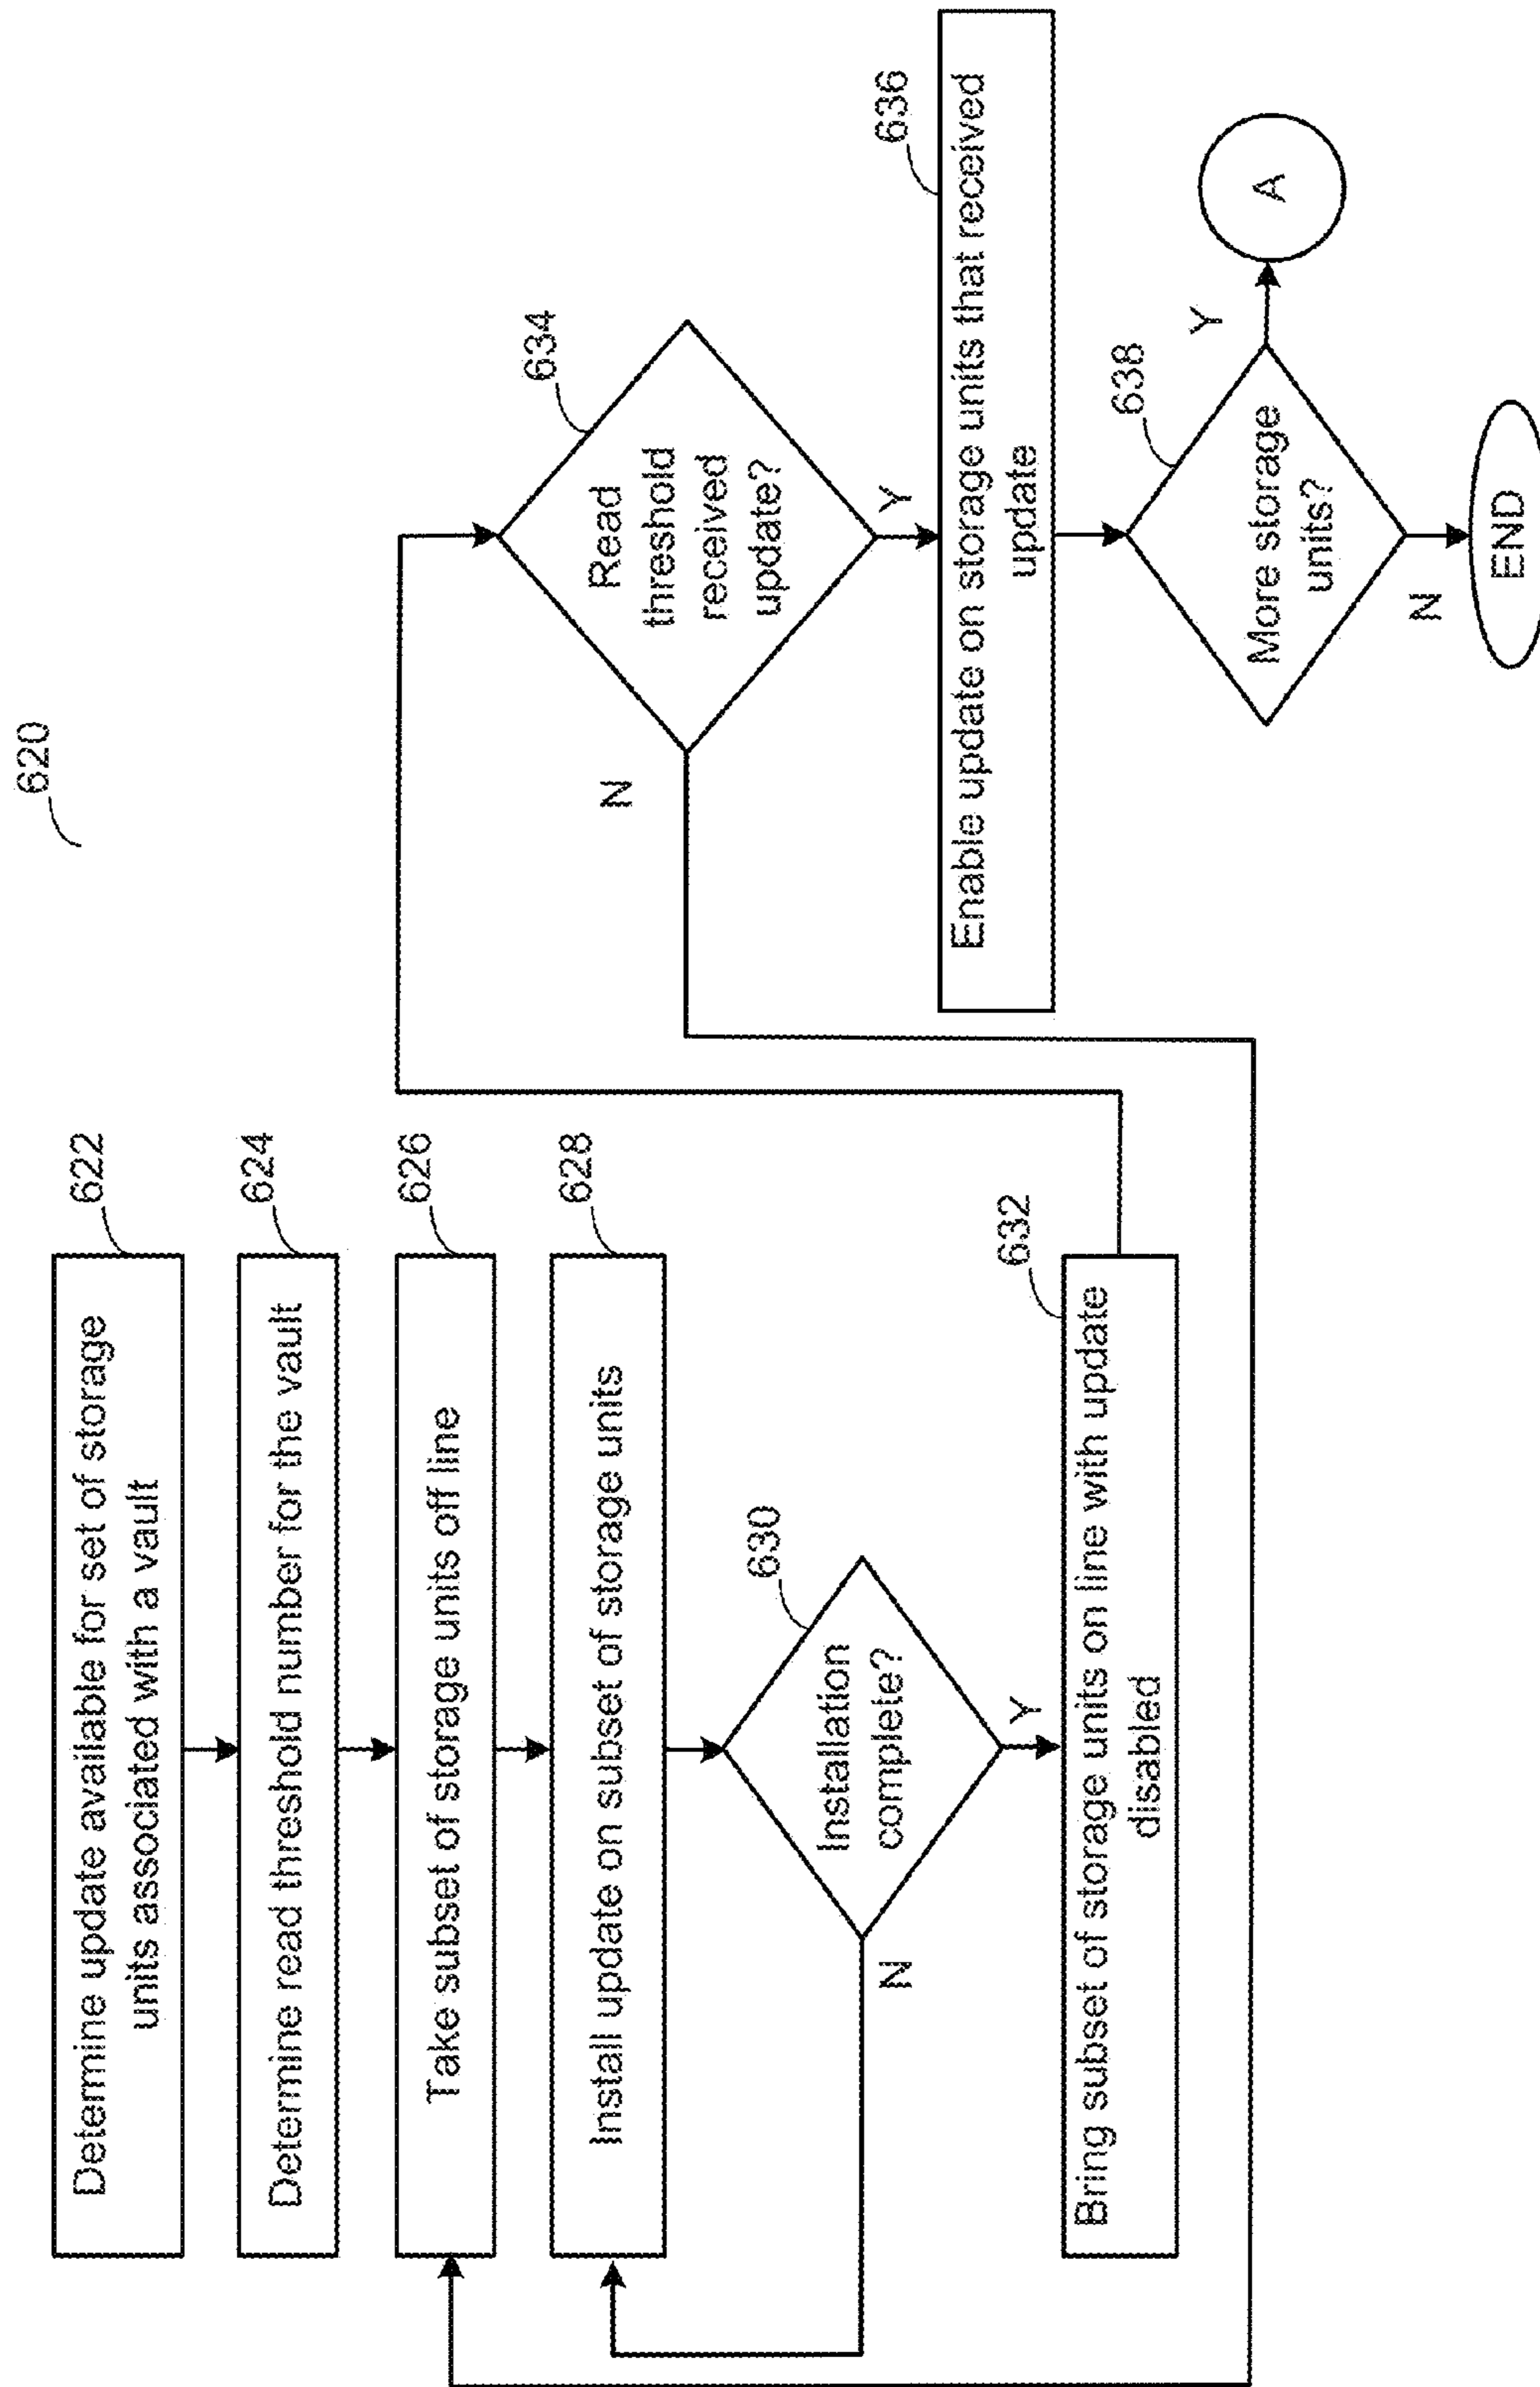 620
622
Determine update available for set of storage
units associated with a vault
624
Determine read threshold number for the vault
626
Take subset of storage units off line
628
Install update on subset of storage units
630
Installation
complete?
N
Y
632
Bring subset of storage units on line with update
disabled
634
Read
threshold
received
update?
N
Y
636
Enable update on storage units that received
update
638
More storage
units?
Y
A
N
END